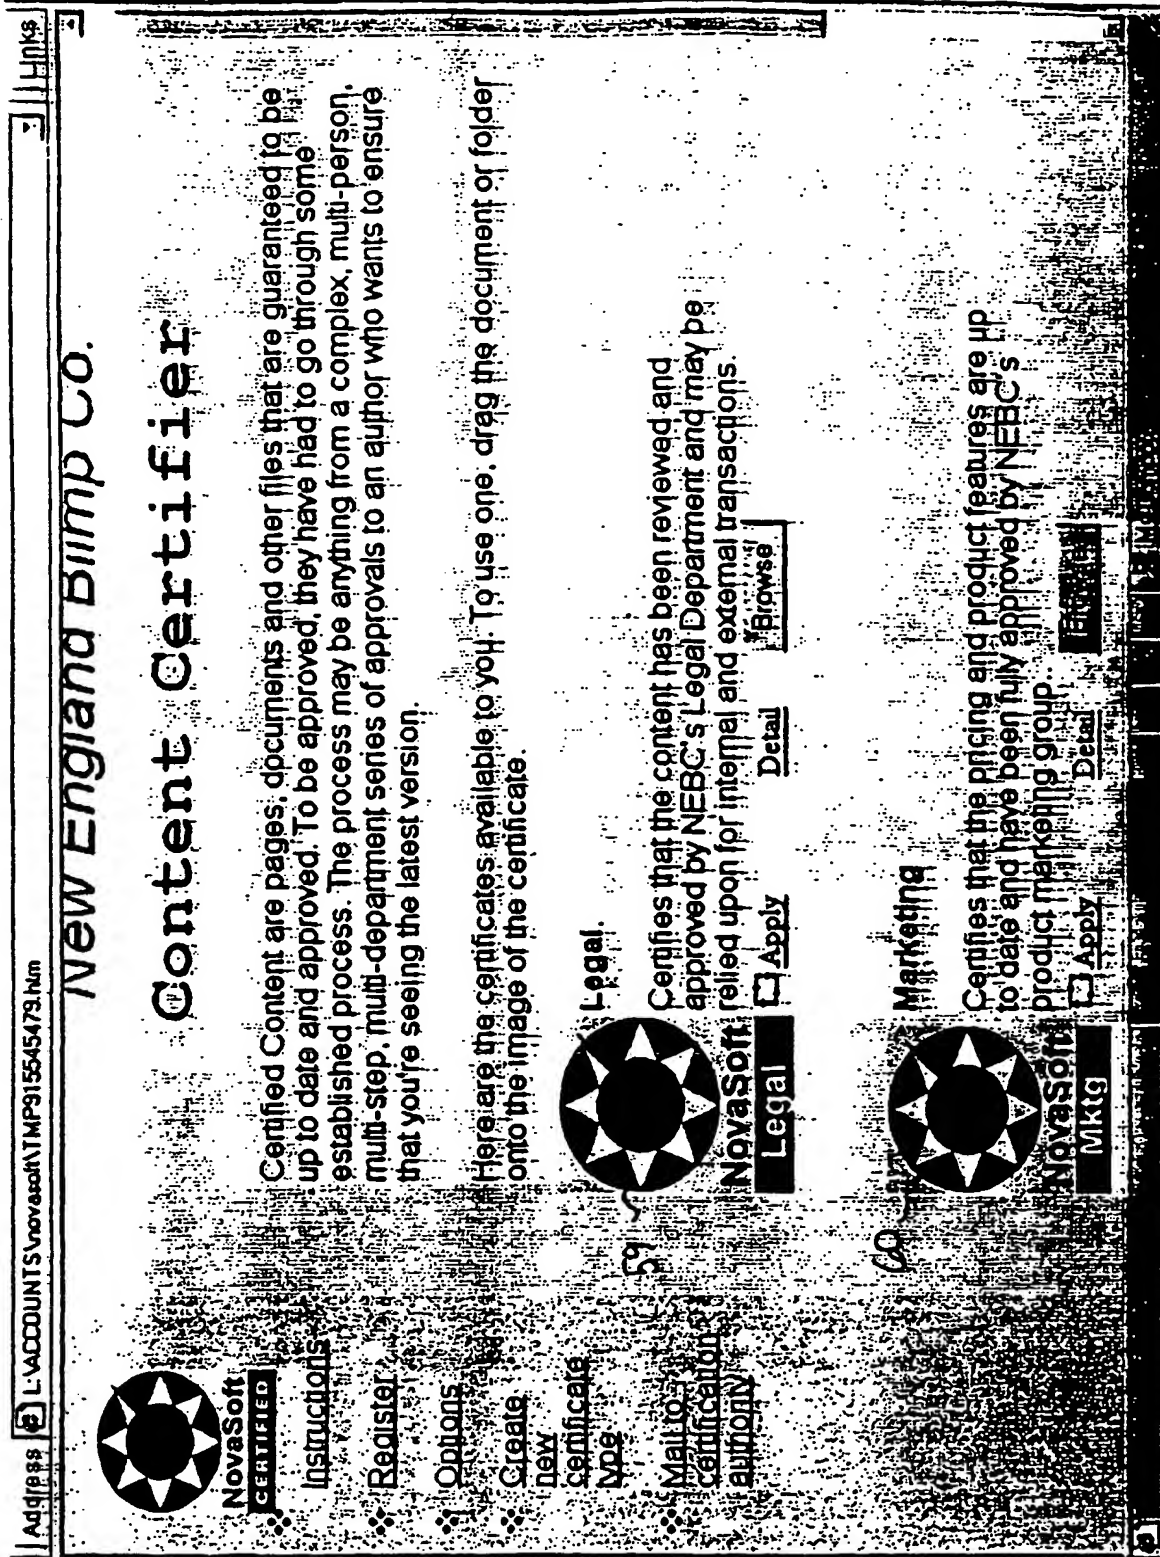 Address L:\ACCOUNTS\novasoft\TMP915545479.htm Links
New England Blimp Co.
Content Certifier
NovaSoft
CERTIFIED
Instructions
Register
Options
Create
new
certificate
type
Mail to
certification
authority
Certified Content are pages, documents and other files that are guaranteed to be
up to date and approved. To be approved, they have had to go through some
established process. The process may be anything from a complex, multi-person,
multi-step, multi-department series of approvals to an author who wants to ensure
that you're seeing the latest version.
Here are the certificates available to you. To use one, drag the document or folder
onto the image of the certificate.
59
NovaSoft
Legal
Legal
Certifies that the content has been reviewed and
approved by NEBC's Legal Department and may be
relied upon for internal and external transactions.
Apply Detail Browse
60
NovaSoft
Mktg
Marketing
Certifies that the pricing and product features are up
to date and have been fully approved by NEBC's
product marketing group..
Apply Detail